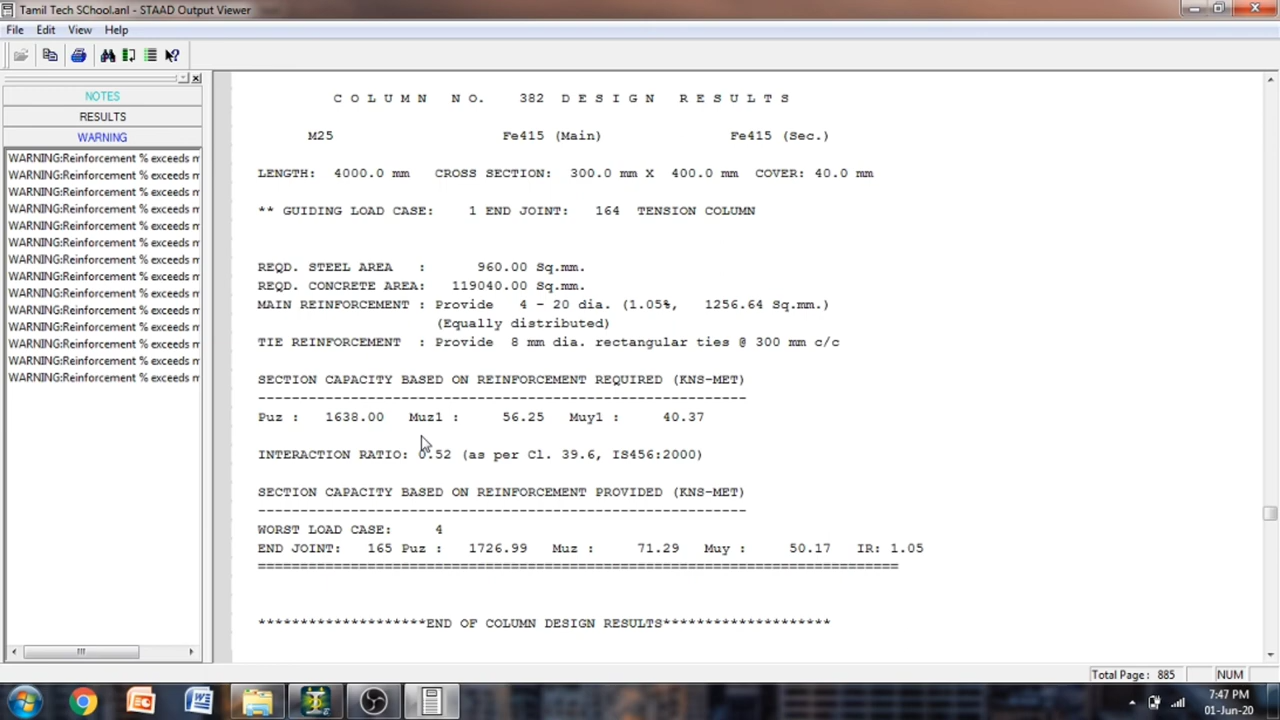 Tamil Tech SChool.anl - STAAD Output Viewer
File Edit View Help
NOTES
RESULTS
WARNING
WARNING:Reinforcement % exceeds m
WARNING:Reinforcement % exceeds m
WARNING:Reinforcement % exceeds m
WARNING:Reinforcement % exceeds m
WARNING:Reinforcement % exceeds m
WARNING:Reinforcement % exceeds m
WARNING:Reinforcement % exceeds m
WARNING:Reinforcement % exceeds m
WARNING:Reinforcement % exceeds m
WARNING:Reinforcement % exceeds m
WARNING:Reinforcement % exceeds m
WARNING:Reinforcement % exceeds m
WARNING:Reinforcement % exceeds m
WARNING:Reinforcement % exceeds m
C O L U M N N O. 382 D E S I G N R E S U L T S
M25 Fe415 (Main) Fe415 (Sec.)
LENGTH: 4000.0 mm CROSS SECTION: 300.0 mm X 400.0 mm COVER: 40.0 mm
** GUIDING LOAD CASE: 1 END JOINT: 164 TENSION COLUMN
REQD. STEEL AREA : 960.00 Sq.mm.
REQD. CONCRETE AREA: 119040.00 Sq.mm.
MAIN REINFORCEMENT : Provide 4 - 20 dia. (1.05%, 1256.64 Sq.mm.)
(Equally distributed)
TIE REINFORCEMENT : Provide 8 mm dia. rectangular ties @ 300 mm c/c
SECTION CAPACITY BASED ON REINFORCEMENT REQUIRED (KNS-MET)
----------------------------------------------------------
Puz : 1638.00 Muz1 : 56.25 Muy1 : 40.37
INTERACTION RATIO: 0.52 (as per Cl. 39.6, IS456:2000)
SECTION CAPACITY BASED ON REINFORCEMENT PROVIDED (KNS-MET)
----------------------------------------------------------
WORST LOAD CASE: 4
END JOINT: 165 Puz : 1726.99 Muz : 71.29 Muy : 50.17 IR: 1.05
============================================================================
********************END OF COLUMN DESIGN RESULTS********************
Total Page: 885 NUM
7:47 PM
01-Jun-20